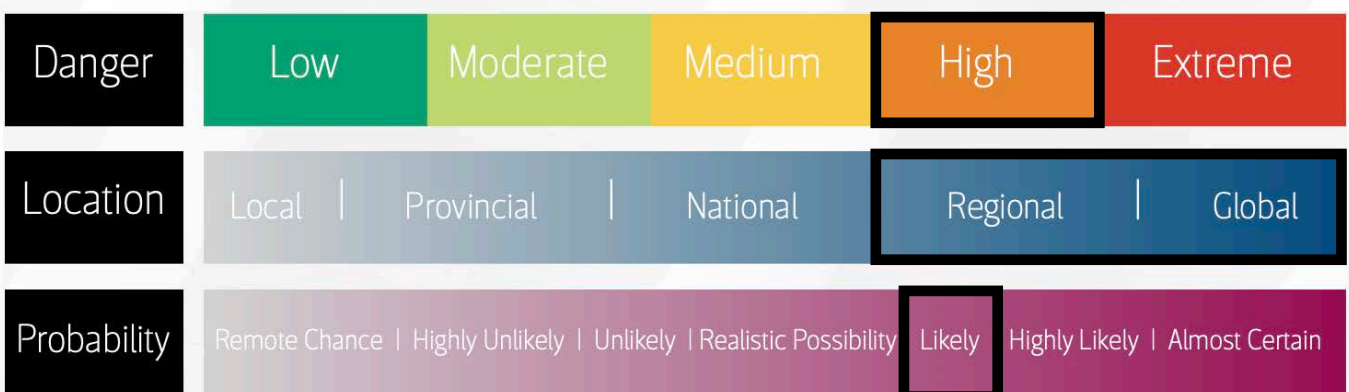 Danger Low Moderate Medium High Extreme
Location Local | Provincial | National Regional | Global
Probability Remote Chance | Highly Unlikely | Unlikely | Realistic Possibility Likely Highly Likely | Almost Certain